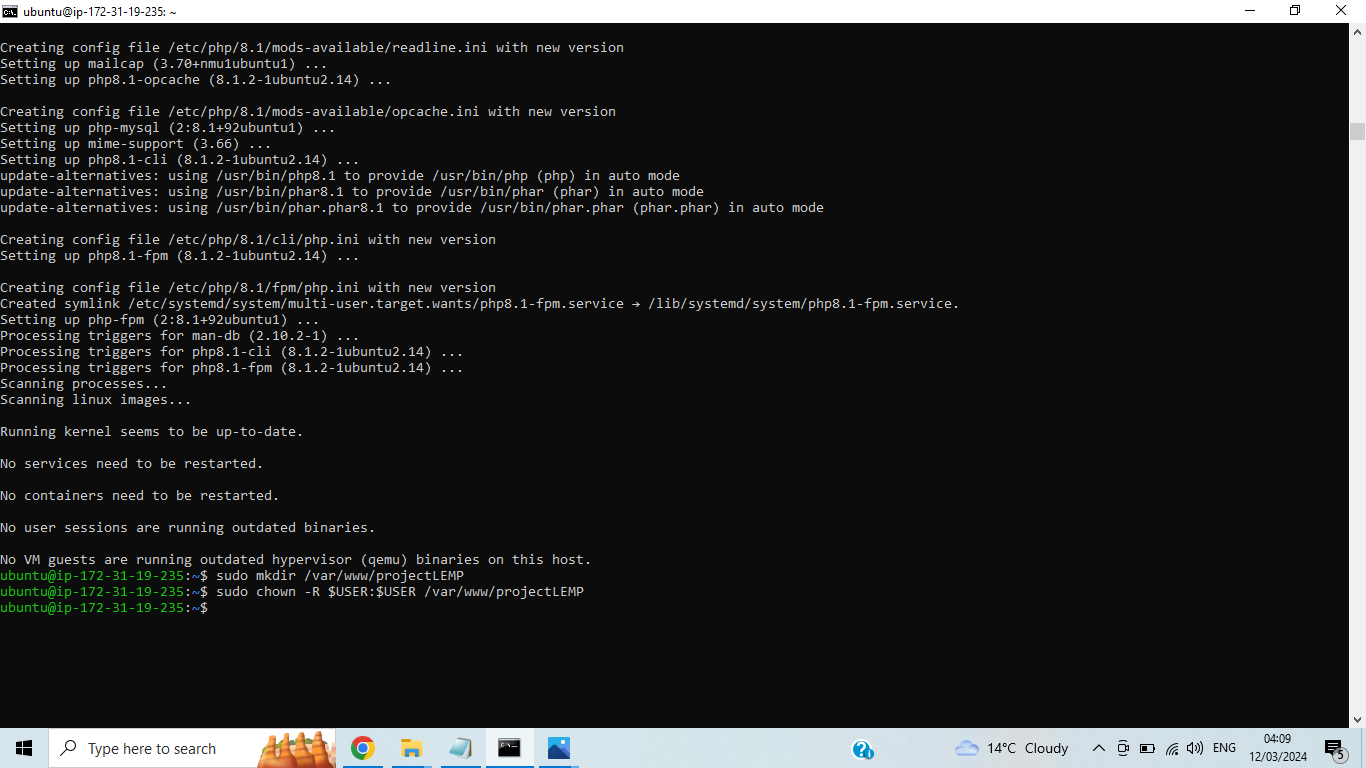 ubuntu@ip-172-31-19-235: ~
Creating config file /etc/php/8.1/mods-available/readline.ini with new version
Setting up mailcap (3.70+nmu1ubuntu1) ...
Setting up php8.1-opcache (8.1.2-1ubuntu2.14) ...
Creating config file /etc/php/8.1/mods-available/opcache.ini with new version
Setting up php-mysql (2:8.1+92ubuntu1) ...
Setting up mime-support (3.66) ...
Setting up php8.1-cli (8.1.2-1ubuntu2.14) ...
update-alternatives: using /usr/bin/php8.1 to provide /usr/bin/php (php) in auto mode
update-alternatives: using /usr/bin/phar8.1 to provide /usr/bin/phar (phar) in auto mode
update-alternatives: using /usr/bin/phar.phar8.1 to provide /usr/bin/phar.phar (phar.phar) in auto mode
Creating config file /etc/php/8.1/cli/php.ini with new version
Setting up php8.1-fpm (8.1.2-1ubuntu2.14) ...
Creating config file /etc/php/8.1/fpm/php.ini with new version
Created symlink /etc/systemd/system/multi-user.target.wants/php8.1-fpm.service → /lib/systemd/system/php8.1-fpm.service.
Setting up php-fpm (2:8.1+92ubuntu1) ...
Processing triggers for man-db (2.10.2-1) ...
Processing triggers for php8.1-cli (8.1.2-1ubuntu2.14) ...
Processing triggers for php8.1-fpm (8.1.2-1ubuntu2.14) ...
Scanning processes...
Scanning linux images...
Running kernel seems to be up-to-date.
No services need to be restarted.
No containers need to be restarted.
No user sessions are running outdated binaries.
No VM guests are running outdated hypervisor (qemu) binaries on this host.
ubuntu@ip-172-31-19-235:~$ sudo mkdir /var/www/projectLEMP
ubuntu@ip-172-31-19-235:~$ sudo chown -R $USER:$USER /var/www/projectLEMP
ubuntu@ip-172-31-19-235:~$
Type here to search
14°C Cloudy
ENG
04:09
12/03/2024
5